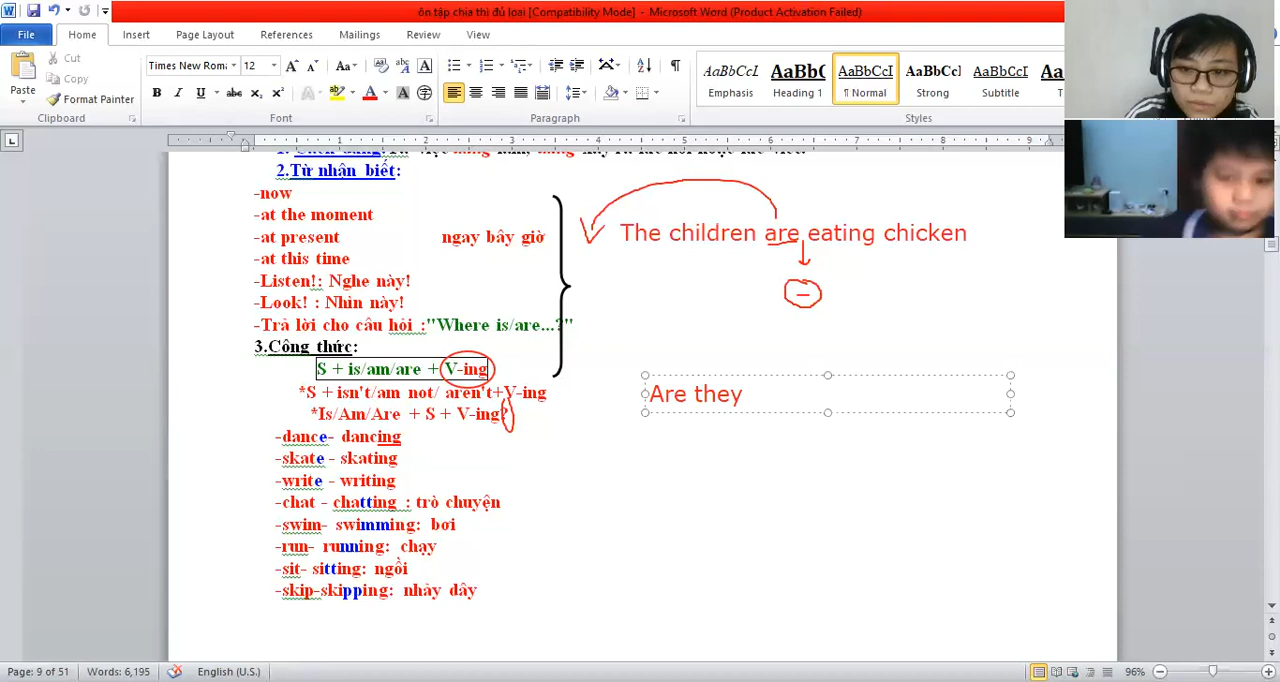 ôn tập chia thì đủ loại [Compatibility Mode] - Microsoft Word (Product Activation Failed)
File Home Insert Page Layout References Mailings Review View
Paste
Cut
Copy
Format Painter
Clipboard
Times New Roma 12
Font
Paragraph
AaBbCcI Emphasis
AaBb( Heading 1
AaBbCcI ¶ Normal
AaBbCcI Strong
AaBbCcI Subtitle
Aa
Styles
2.Từ nhận biết:
-now
-at the moment
-at present ngay bây giờ
-at this time
-Listen!: Nghe này!
-Look! : Nhìn này!
-Trả lời cho câu hỏi :"Where is/are...?"
3.Công thức:
S + is/am/are + V-ing
*S + isn't/am not/ aren't+V-ing
*Is/Am/Are + S + V-ing?
-dance- dancing
-skate - skating
-write - writing
-chat - chatting : trò chuyện
-swim- swimming: bơi
-run- running: chạy
-sit- sitting: ngồi
-skip-skipping: nhảy dây
The children are eating chicken
Are they
Page: 9 of 51 Words: 6,195 English (U.S.) 96%